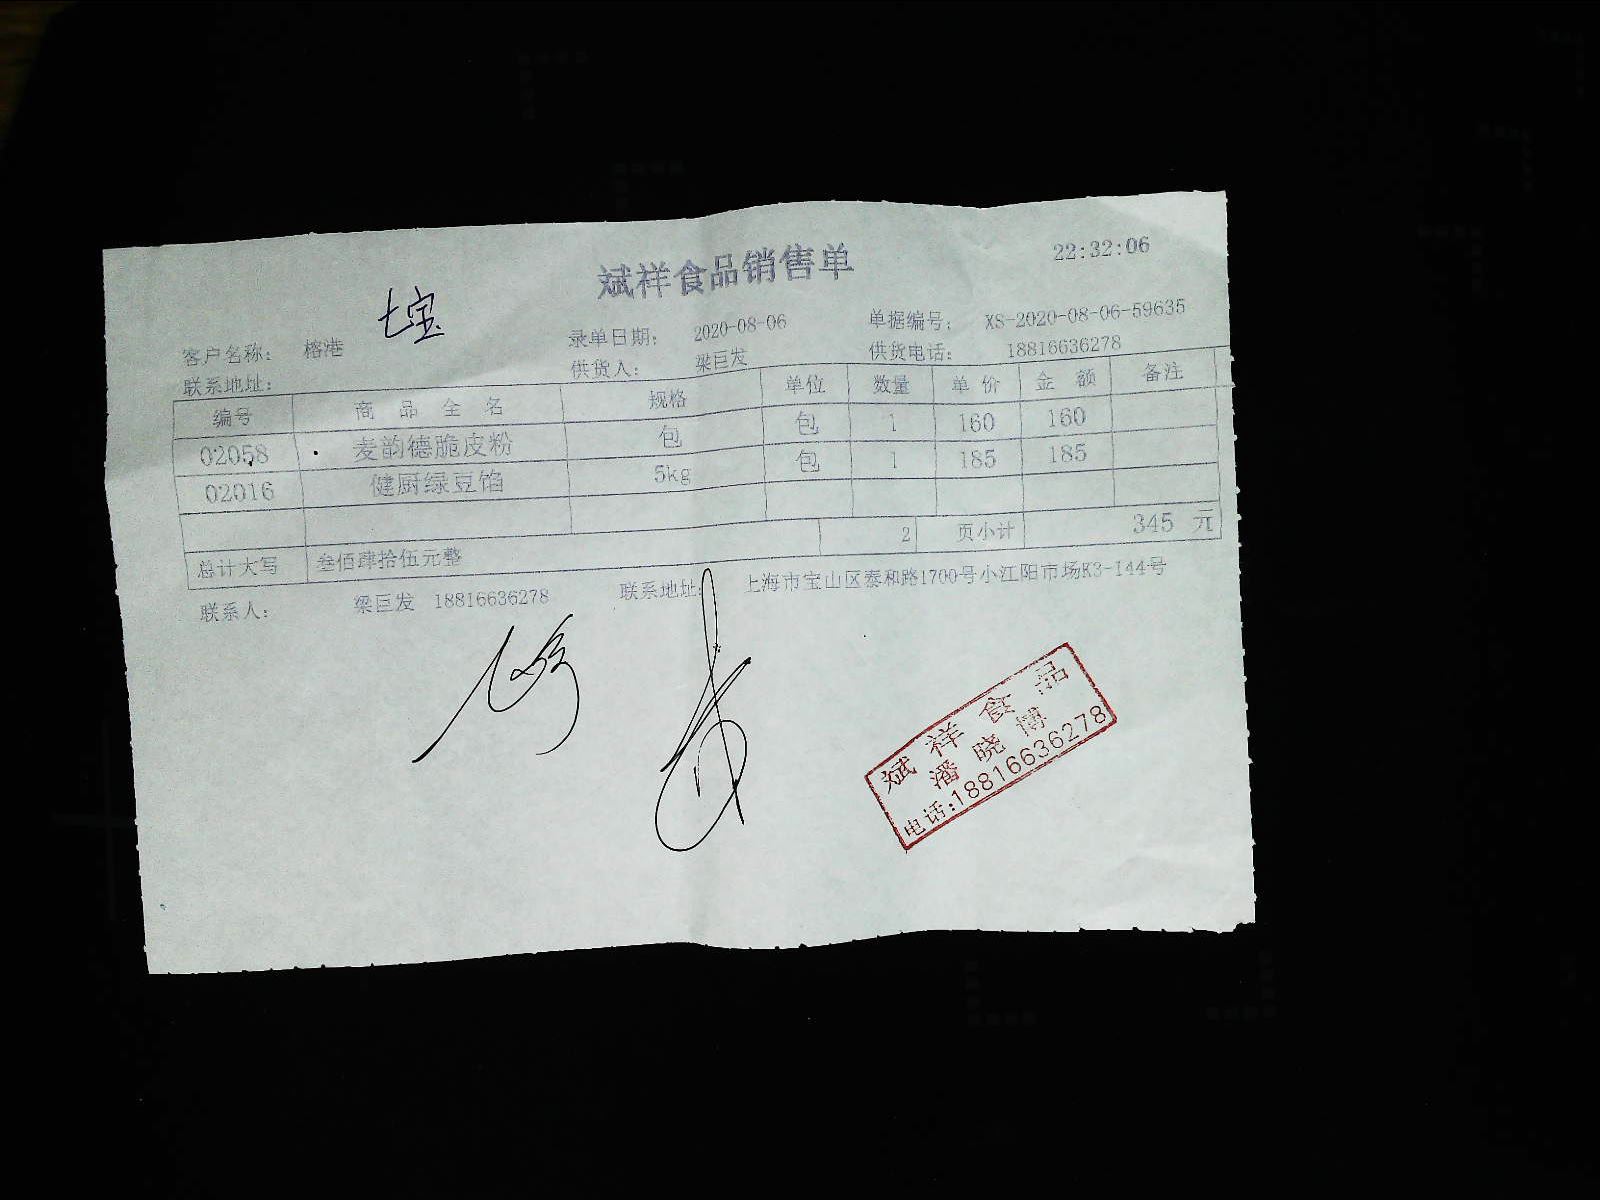 斌祥食品销售单
22:32:06
七宝
客户名称: 榕港 录单日期: 2020-08-06 单据编号: XS-2020-08-06-59635
联系地址: 供货人: 梁巨发 供货电话: 18816636278
编号 商品全名 规格 单位 数量 单价 金额 备注
02058 麦韵德脆皮粉 包 包 1 160 160
02016 健厨绿豆馅 5kg 包 1 185 185
2 页小计 345 元
总计大写 叁佰肆拾伍元整
联系人: 梁巨发 18816636278 联系地址: 上海市宝山区泰和路1700号小江阳市场K3-144号
斌祥食品
潘晓博
电话:18816636278